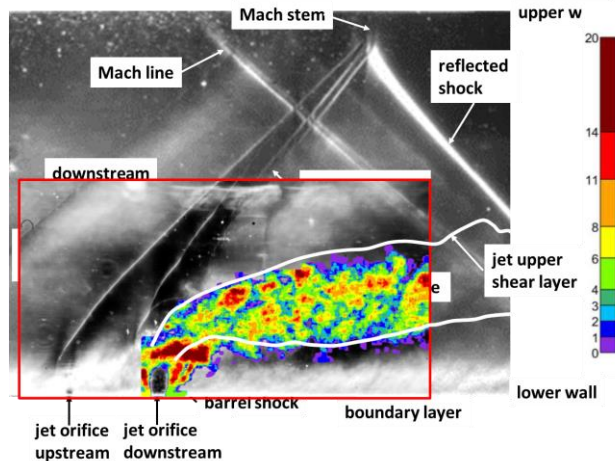 Mach stem
upper w
Mach line
reflected
shock
downstream
jet upper
shear layer
e
barrel shock
boundary layer
lower wall
jet orifice
upstream
jet orifice
downstream
20
14
11
10
8
6
4
3
2
1
0